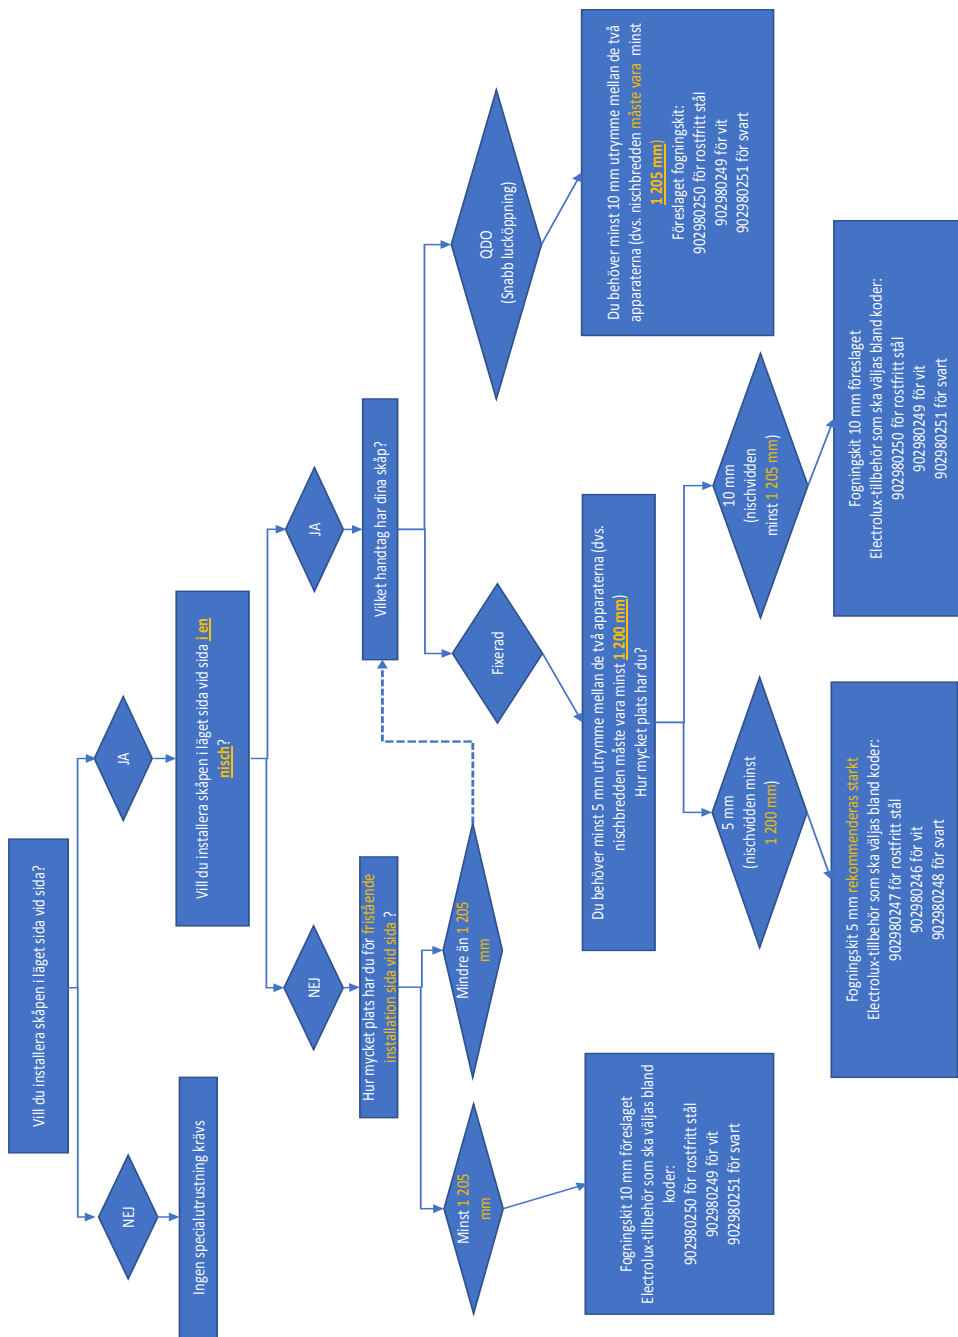 Vill du installera skåpen i läget sida vid sida?
NEJ
JA
Ingen specialutrustning krävs
Vill du installera skåpen i läget sida vid sida i en
nisch?
NEJ
JA
Hur mycket plats har du för fristående
installation sida vid sida ?
Vilket handtag har dina skåp?
Minst 1 205
mm
Mindre än 1 205
mm
Fixerad
QDO
(Snabb lucköppning)
Fogningskit 10 mm föreslaget
Electrolux-tillbehör som ska väljas bland
koder:
902980250 för rostfritt stål
902980249 för vit
902980251 för svart
Du behöver minst 5 mm utrymme mellan de två apparaterna (dvs.
nischbredden måste vara minst 1 200 mm)
Hur mycket plats har du?
Du behöver minst 10 mm utrymme mellan de två
apparaterna (dvs. nischbredden måste vara minst
1 205 mm)
Föreslaget fogningskit:
902980250 för rostfritt stål
902980249 för vit
902980251 för svart
5 mm
(nischvidden minst
1 200 mm)
10 mm
(nischvidden
minst 1 205 mm)
Fogningskit 5 mm rekommenderas starkt
Electrolux-tillbehör som ska väljas bland koder:
902980247 för rostfritt stål
902980246 för vit
902980248 för svart
Fogningskit 10 mm föreslaget
Electrolux-tillbehör som ska väljas bland koder:
902980250 för rostfritt stål
902980249 för vit
902980251 för svart